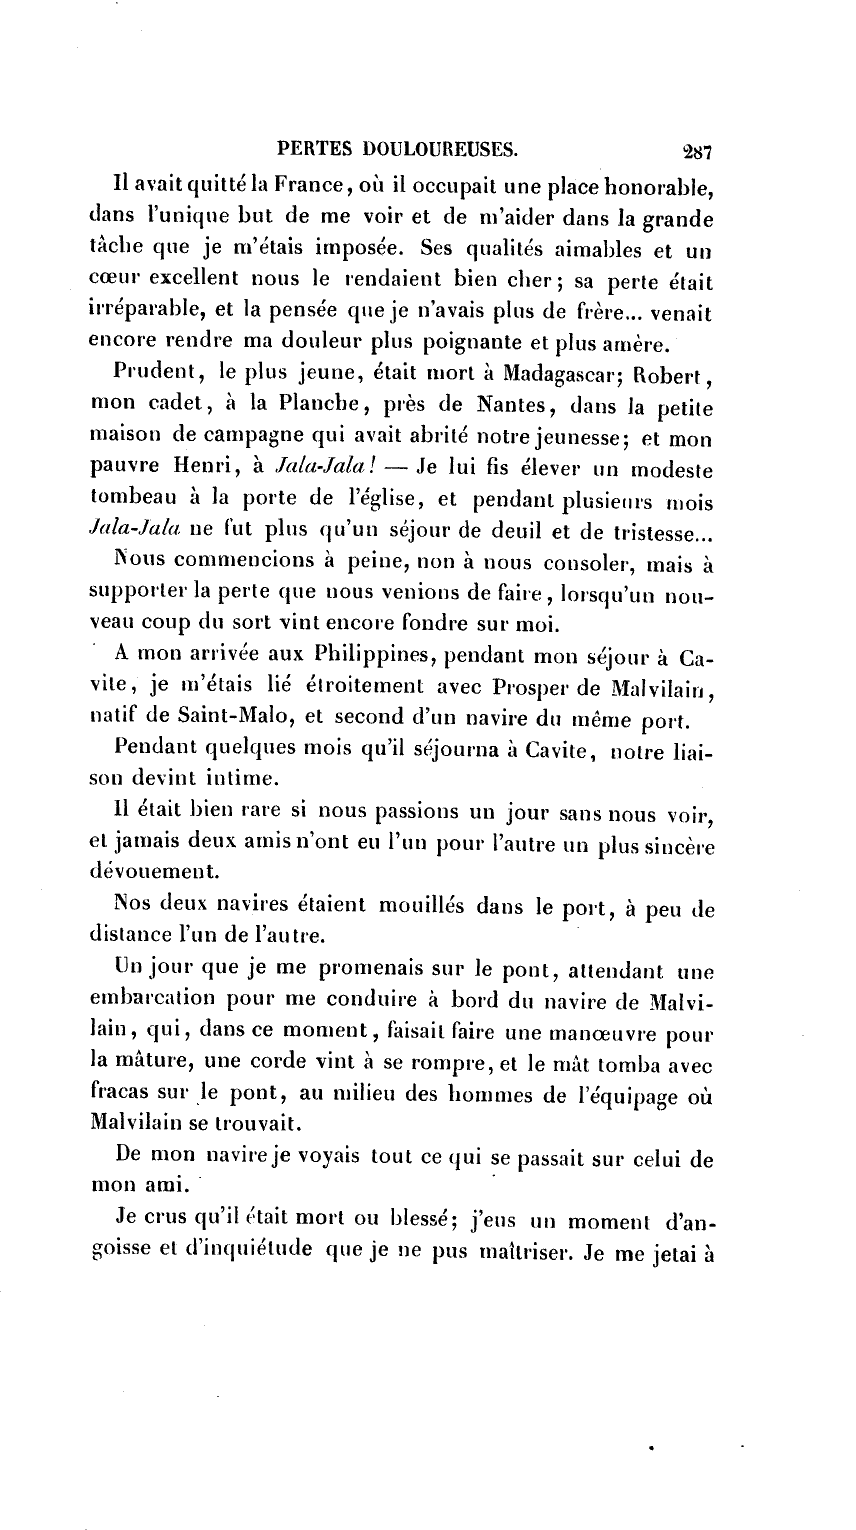 PERTES DOULOUREUSES. 287
Il avait quitté la France, où il occupait une place honorable,
dans l'unique but de me voir et de m'aider dans la grande
tâche que je m'étais imposée. Ses qualités aimables et un
cœur excellent nous le rendaient bien cher; sa perte était
irréparable, et la pensée que je n'avais plus de frère... venait
encore rendre ma douleur plus poignante et plus amère.
Prudent, le plus jeune, était mort à Madagascar; Robert,
mon cadet, à la Planche, près de Nantes, dans la petite
maison de campagne qui avait abrité notre jeunesse; et mon
pauvre Henri, à Jala-Jala! — Je lui fis élever un modeste
tombeau à la porte de l'église, et pendant plusieurs mois
Jala-Jala ne fut plus qu'un séjour de deuil et de tristesse...
Nous commencions à peine, non à nous consoler, mais à
supporter la perte que nous venions de faire, lorsqu'un nou-
veau coup du sort vint encore fondre sur moi.
A mon arrivée aux Philippines, pendant mon séjour à Ca-
vite, je m'étais lié étroitement avec Prosper de Malvilain,
natif de Saint-Malo, et second d'un navire du même port.
Pendant quelques mois qu'il séjourna à Cavite, notre liai-
son devint intime.
Il était bien rare si nous passions un jour sans nous voir,
et jamais deux amis n'ont eu l'un pour l'autre un plus sincère
dévouement.
Nos deux navires étaient mouillés dans le port, à peu de
distance l'un de l'autre.
Un jour que je me promenais sur le pont, attendant une
embarcation pour me conduire à bord du navire de Malvi-
lain, qui, dans ce moment, faisait faire une manœuvre pour
la mâture, une corde vint à se rompre, et le mât tomba avec
fracas sur le pont, au milieu des hommes de l'équipage où
Malvilain se trouvait.
De mon navire je voyais tout ce qui se passait sur celui de
mon ami.
Je crus qu'il était mort ou blessé; j'eus un moment d'an-
goisse et d'inquiétude que je ne pus maîtriser. Je me jetai à